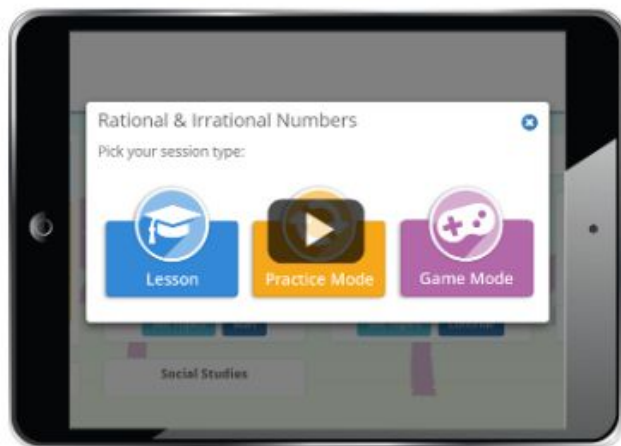 Rational & Irrational Numbers
Pick your session type:
Lesson
Practice Mode
Game Mode
Social Studies